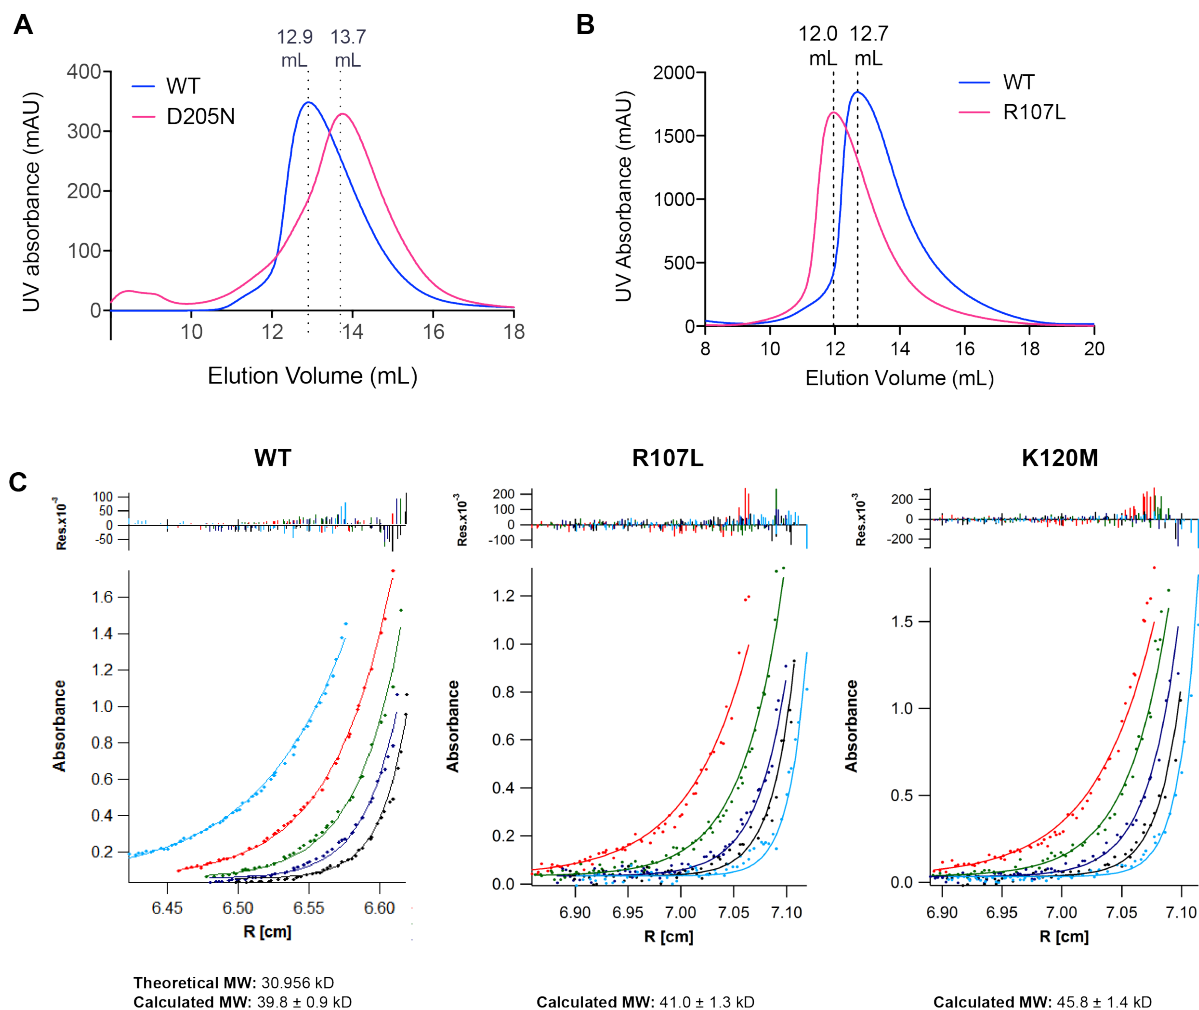 A
12.9 13.7
mL mL
400
300
200
100
0
UV absorbance (mAU)
WT
D205N
10 12 14 16 18
Elution Volume (mL)
B
12.0 12.7
mL mL
2000
1500
1000
500
0
UV Absorbance (mAU)
WT
R107L
8 10 12 14 16 18 20
Elution Volume (mL)
C
WT
Res.x10⁻³
100
50
0
-50
Absorbance
1.6
1.4
1.2
1.0
0.8
0.6
0.4
0.2
6.45 6.50 6.55 6.60
R [cm]
Theoretical MW: 30.956 kD
Calculated MW: 39.8 ± 0.9 kD
R107L
Res.x10⁻³
200
100
0
-100
Absorbance
1.2
1.0
0.8
0.6
0.4
0.2
0.0
6.90 6.95 7.00 7.05 7.10
R [cm]
Calculated MW: 41.0 ± 1.3 kD
K120M
Res.x10⁻³
200
0
-200
Absorbance
1.5
1.0
0.5
0.0
6.90 6.95 7.00 7.05 7.10
R [cm]
Calculated MW: 45.8 ± 1.4 kD